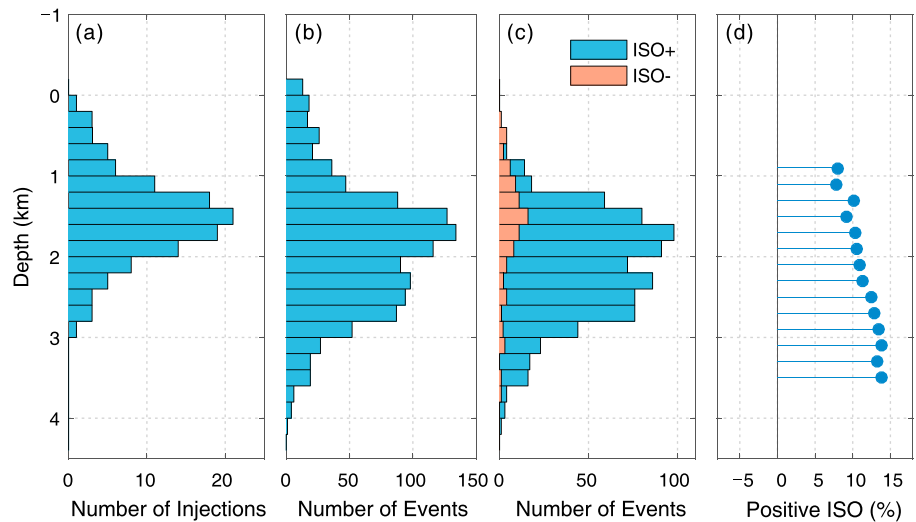 (a)
(b)
(c)
(d)
ISO+
ISO-
−1
0
1
2
3
4
Depth (km)
0 10 20
0 50 100 150
0 50 100
−5 0 5 10 15
Number of Injections
Number of Events
Number of Events
Positive ISO (%)